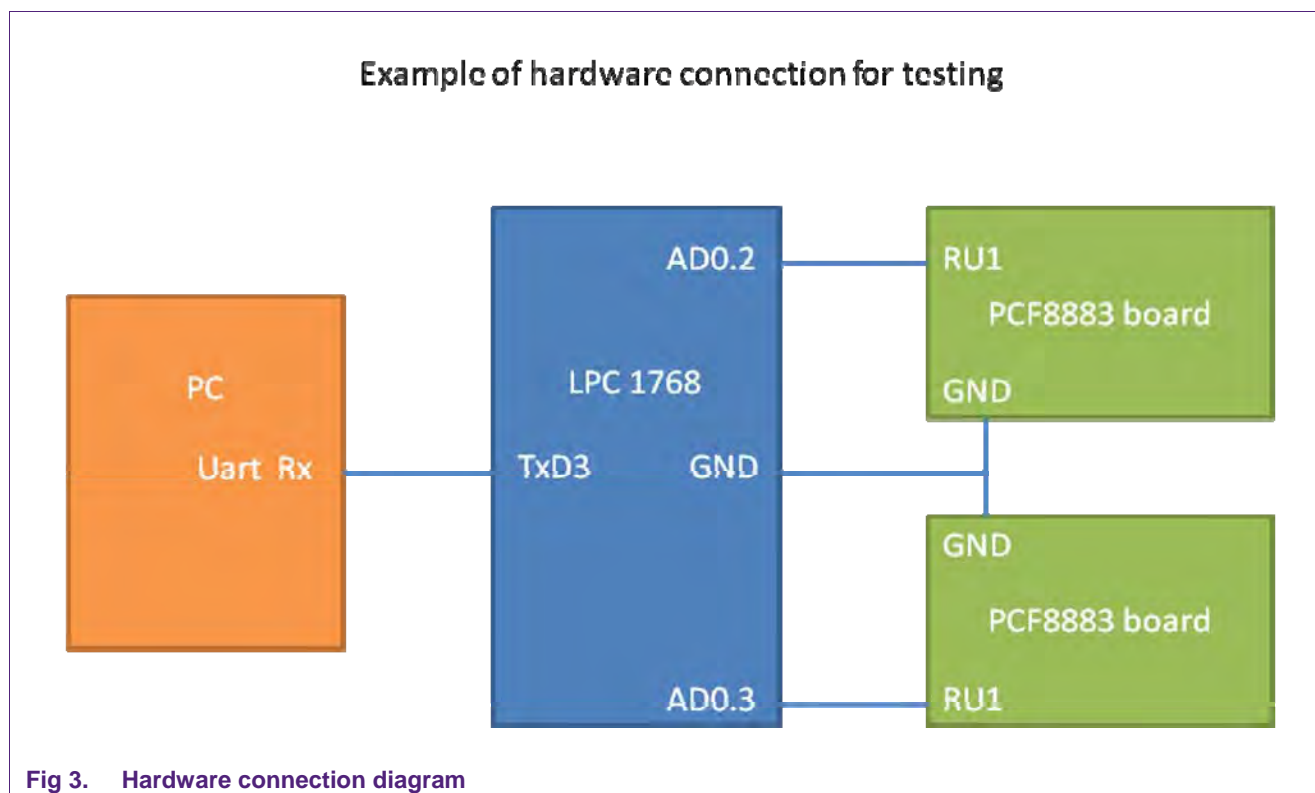 Example of hardware connection for testing
PC
Uart Rx
AD0.2
LPC 1768
TxD3 GND
AD0.3
RU1
PCF8883 board
GND
GND
PCF8883 board
RU1
Fig 3. Hardware connection diagram